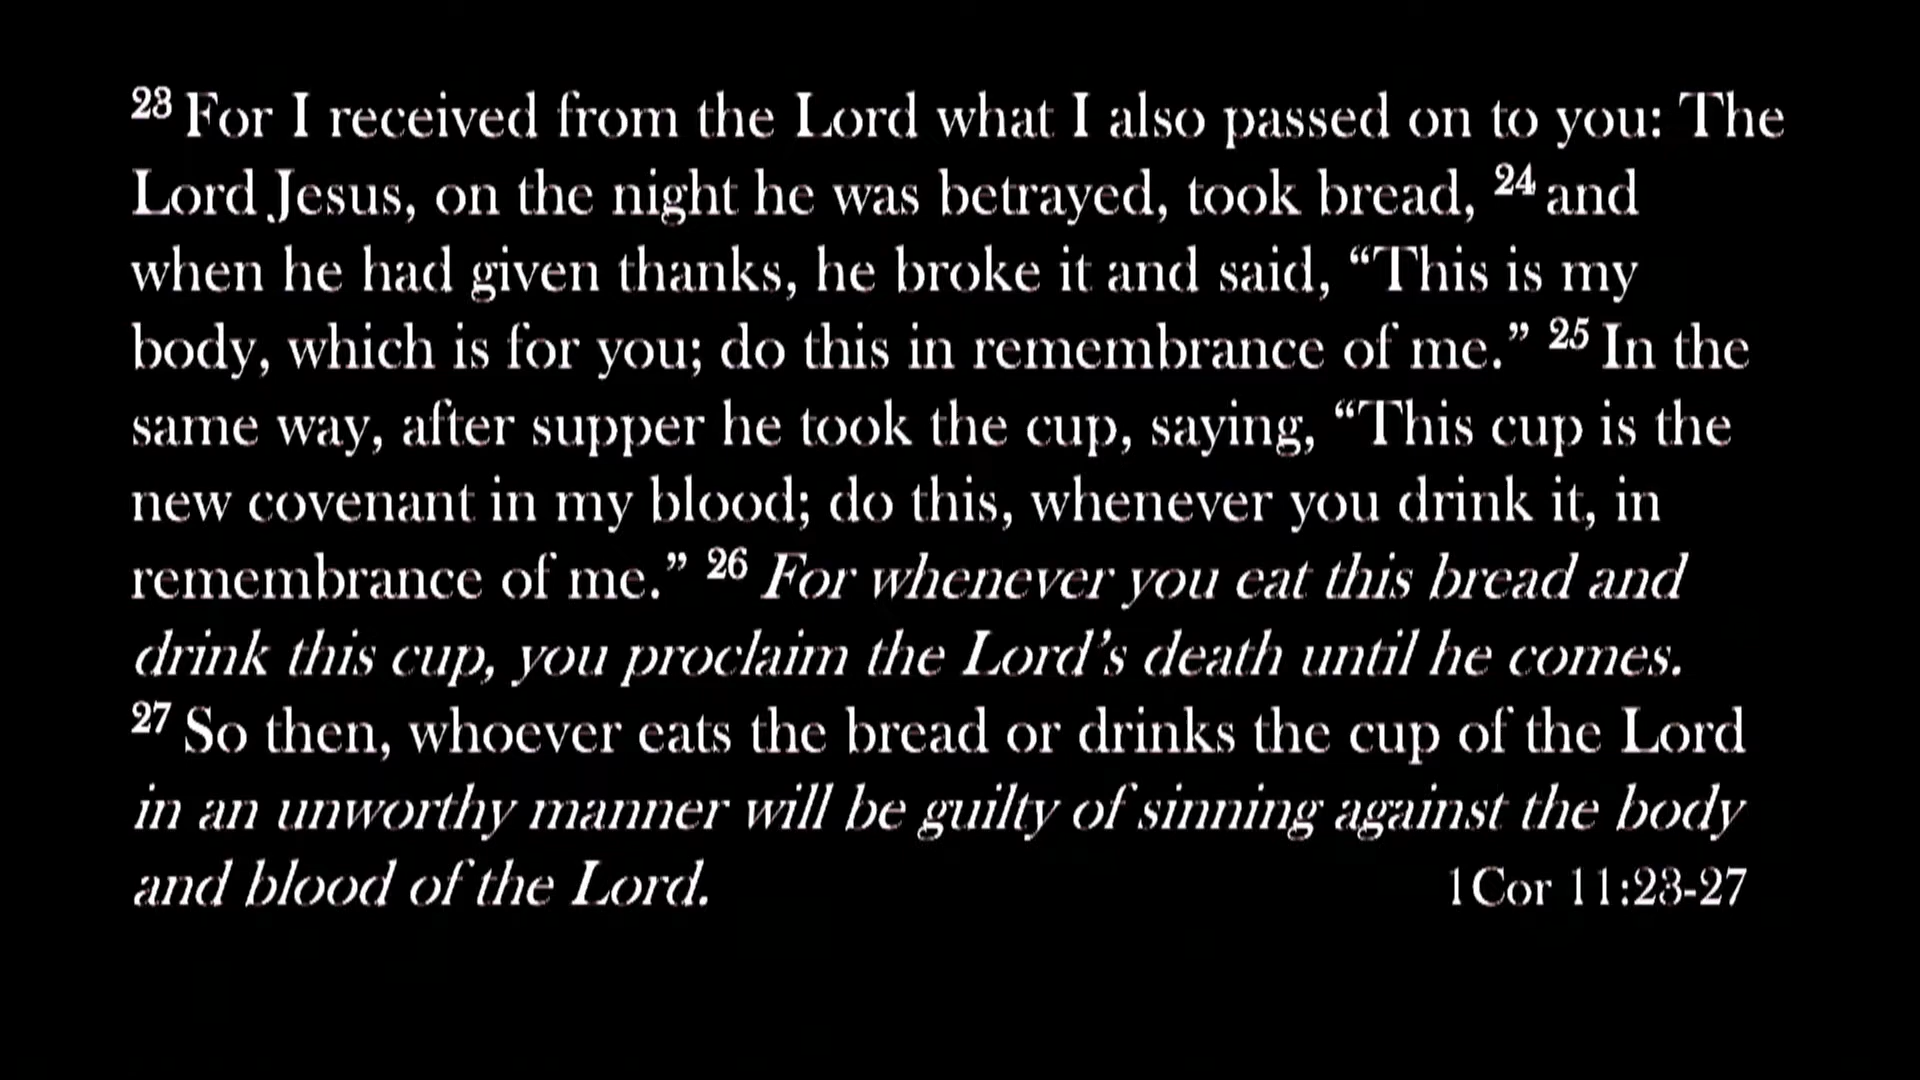 23 For I received from the Lord what I also passed on to you: The
Lord Jesus, on the night he was betrayed, took bread, 24 and
when he had given thanks, he broke it and said, “This is my
body, which is for you; do this in remembrance of me.” 25 In the
same way, after supper he took the cup, saying, “This cup is the
new covenant in my blood; do this, whenever you drink it, in
remembrance of me.” 26 For whenever you eat this bread and
drink this cup, you proclaim the Lord’s death until he comes.
27 So then, whoever eats the bread or drinks the cup of the Lord
in an unworthy manner will be guilty of sinning against the body
and blood of the Lord. 1Cor 11:23-27